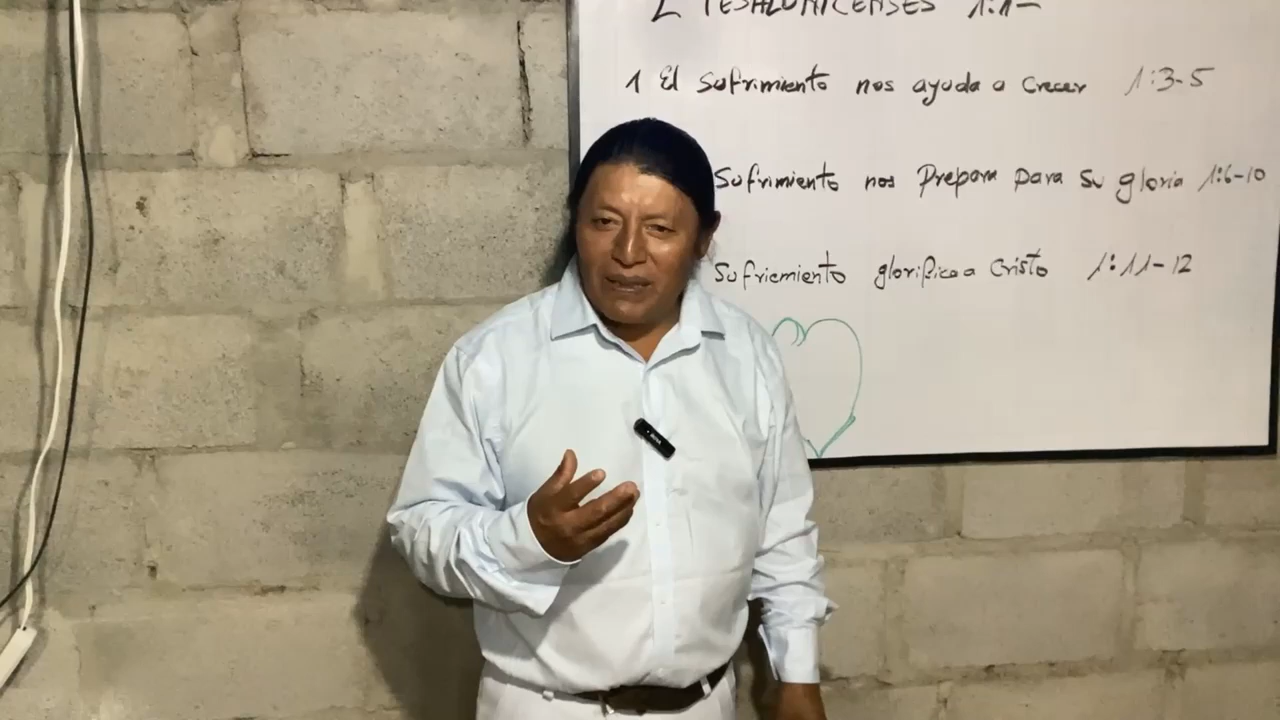 2 TESALONICENSES 1:1-
1 El Sufrimiento nos ayuda a Crecer 1:3-5
Sufrimiento nos Prepara para Su gloria 1:6-10
Sufriemiento glorifica a Cristo 1:11-12